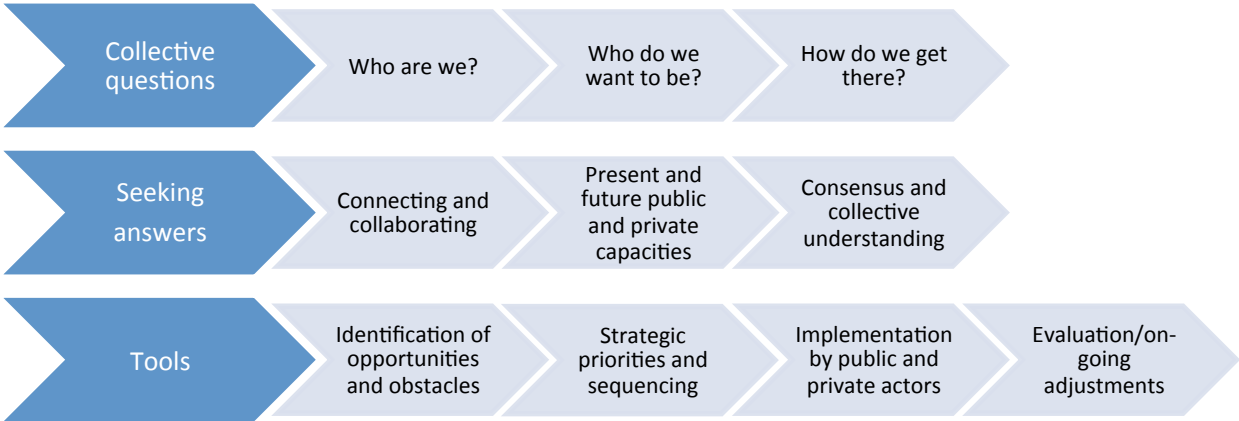 Collective
questions
Who are we?
Who do we
want to be?
How do we get
there?
Seeking
answers
Connecting and
collaborating
Present and
future public
and private
capacities
Consensus and
collective
understanding
Tools
Identification of
opportunities
and obstacles
Strategic
priorities and
sequencing
Implementation
by public and
private actors
Evaluation/on-
going
adjustments